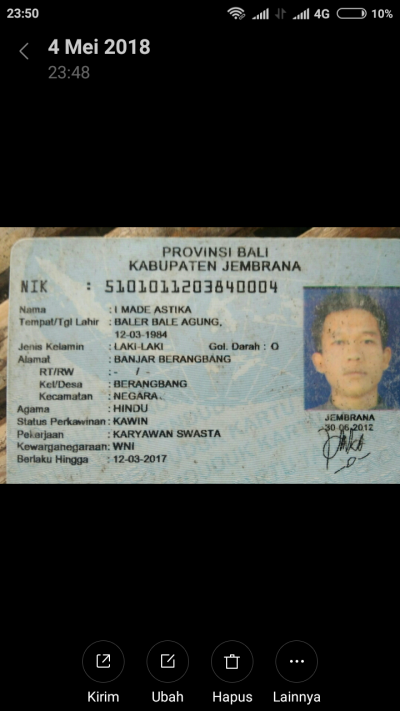 23:50
4G
10%
4 Mei 2018
23:48
PROVINSI BALI
KABUPATEN JEMBRANA
NIK : 5101011203840004
Nama : I MADE ASTIKA
Tempat/Tgl Lahir : BALER BALE AGUNG,
12-03-1984
Jenis Kelamin : LAKI-LAKI Gol. Darah : O
Alamat : BANJAR BERANGBANG
RT/RW : - / -
Kel/Desa : BERANGBANG
Kecamatan : NEGARA.
Agama : HINDU
Status Perkawinan: KAWIN
Pekerjaan : KARYAWAN SWASTA
Kewarganegaraan: WNI
Berlaku Hingga : 12-03-2017
JEMBRANA
30-06-2012
Kirim
Ubah
Hapus
Lainnya